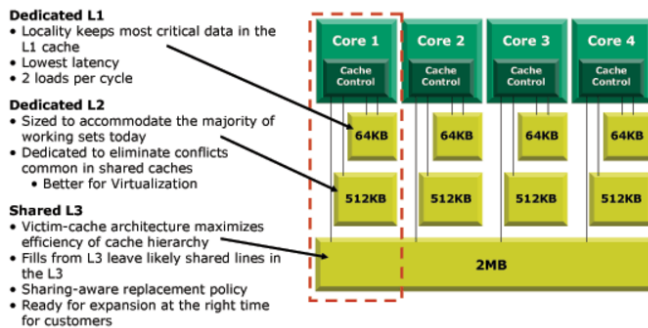 Dedicated L1
• Locality keeps most critical data in the
L1 cache
• Lowest latency
• 2 loads per cycle
Dedicated L2
• Sized to accommodate the majority of
working sets today
• Dedicated to eliminate conflicts
common in shared caches
• Better for Virtualization
Shared L3
• Victim-cache architecture maximizes
efficiency of cache hierarchy
• Fills from L3 leave likely shared lines in
the L3
• Sharing-aware replacement policy
• Ready for expansion at the right time
for customers
Core 1 Core 2 Core 3 Core 4
Cache Cache Cache Cache
Control Control Control Control
64KB 64KB 64KB 64KB
512KB 512KB 512KB 512KB
2MB